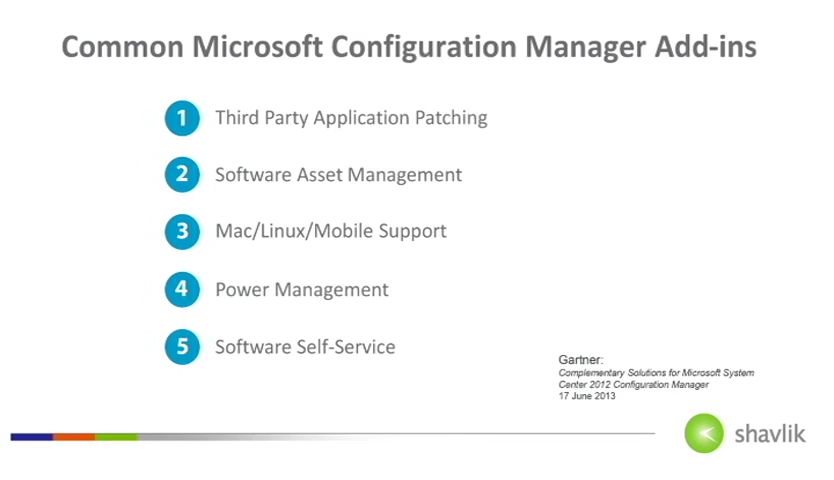 Common Microsoft Configuration Manager Add-ins
1 Third Party Application Patching
2 Software Asset Management
3 Mac/Linux/Mobile Support
4 Power Management
5 Software Self-Service
Gartner:
Complementary Solutions for Microsoft System
Center 2012 Configuration Manager
17 June 2013
shavlik